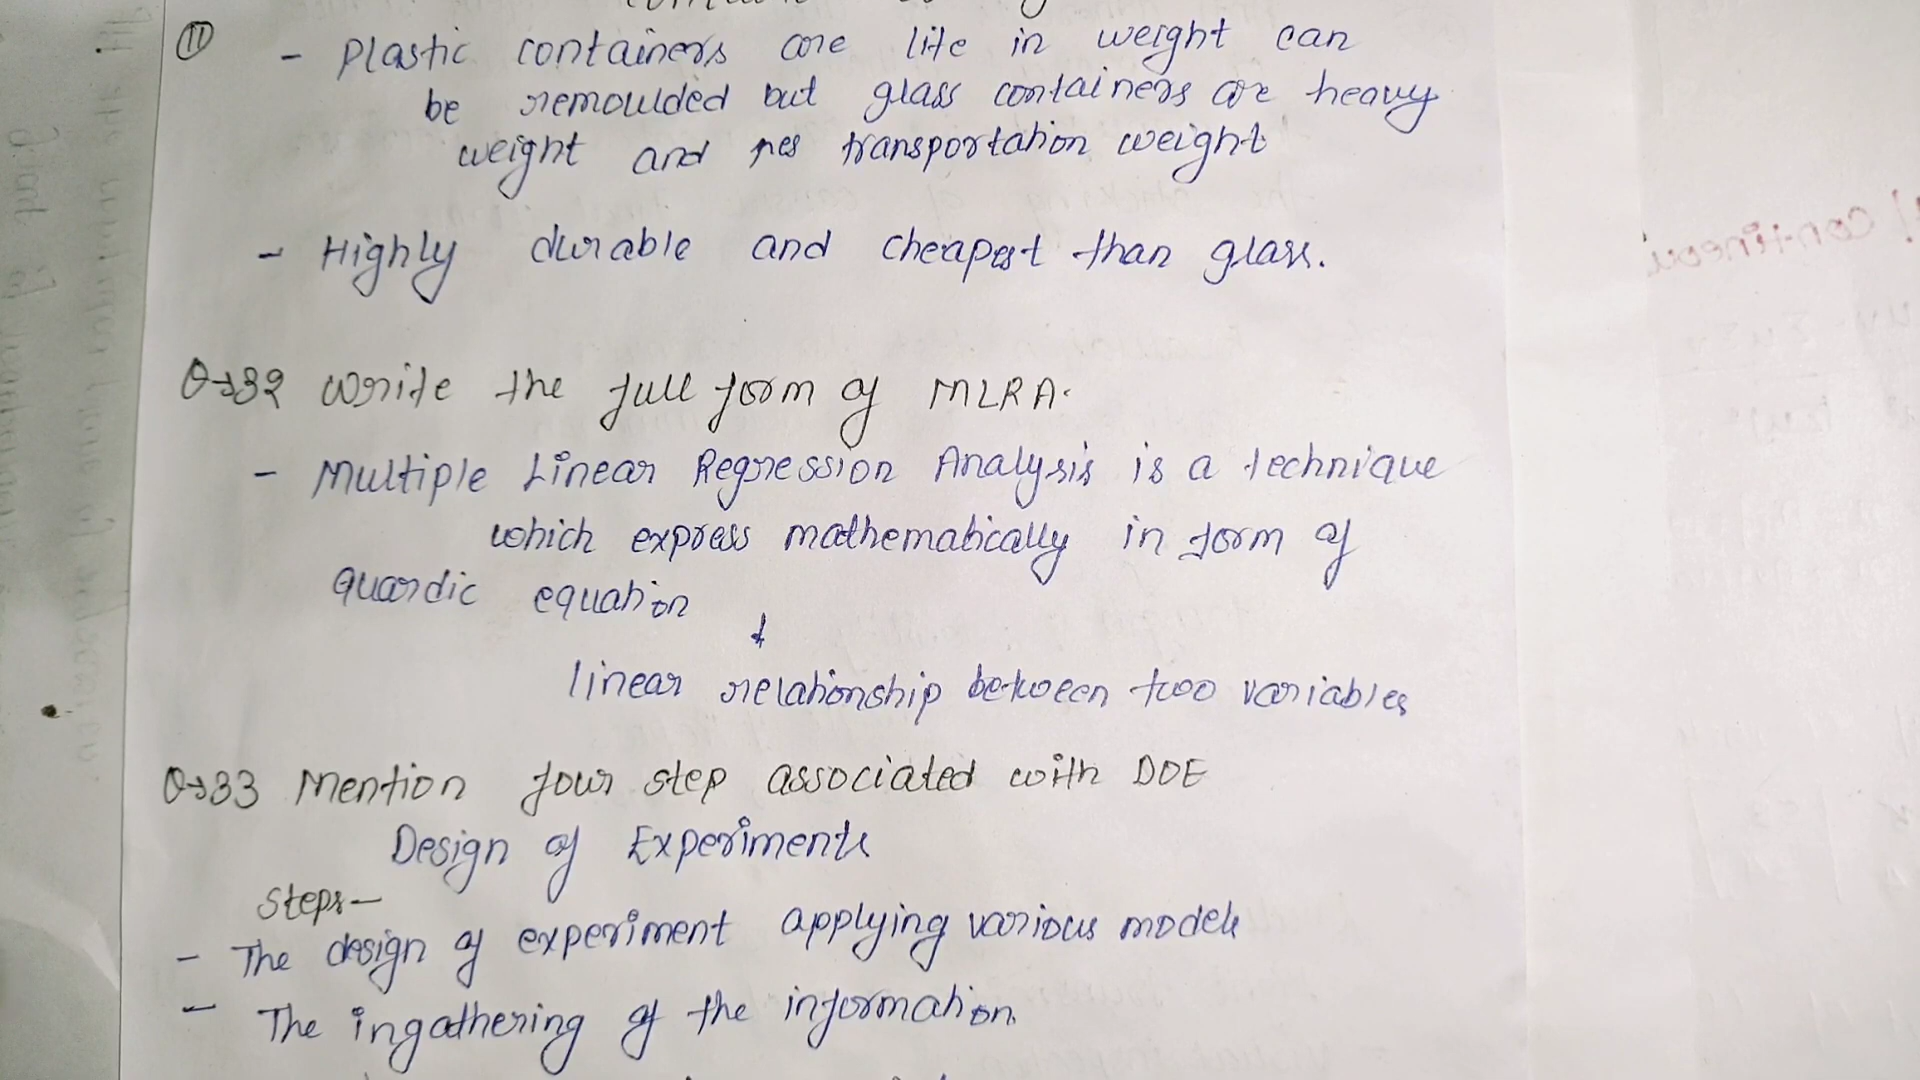 11
- Plastic containers are lite in weight can
be remoulded but glass containers are heavy
weight and transportation weight
- Highly durable and cheapest than glass.
Q→32 Write the full form of MLRA.
- Multiple Linear Regression Analysis is a technique
which express mathematically in form of
quardic equation
&
linear relationship between two variables
Q→33 Mention four step associated with DOE
Design of Experiments
Steps-
- The design of experiment applying various models
- The ingathering of the information.